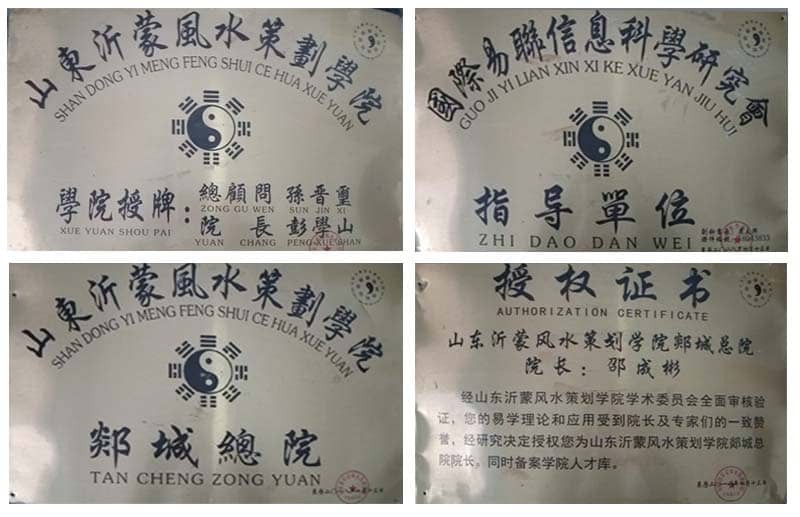 山東沂蒙風水策劃學院
SHAN DONG YI MENG FENG SHUI CE HUA XUE YUAN
學院授牌：
XUE YUAN SHOU PAI
總顧問 孫晋璽
ZONG GU WEN SUN JIN XI
院長 彭學山
YUAN CHANG PENG XUE SHAN
國際易聯信息科學研究會
GUO JI YI LIAN XIN XI KE XUE YAN JIU HUI
指导單位
ZHI DAO DAN WEI
山東沂蒙風水策劃學院
SHAN DONG YI MENG FENG SHUI CE HUA XUE YUAN
郯城總院
TAN CHENG ZONG YUAN
授权证书
AUTHORIZATION CERTIFICATE
山东沂蒙风水策划学院郯城总院
院长：邵成彬
经山东沂蒙风水策划学院学术委员会全面审核验
证，您的易学理论和应用受到院长及专家们的一致赞
誉，经研究决定授权您为山东沂蒙风水策划学院郯城总
院院长，同时备案学院人才库。